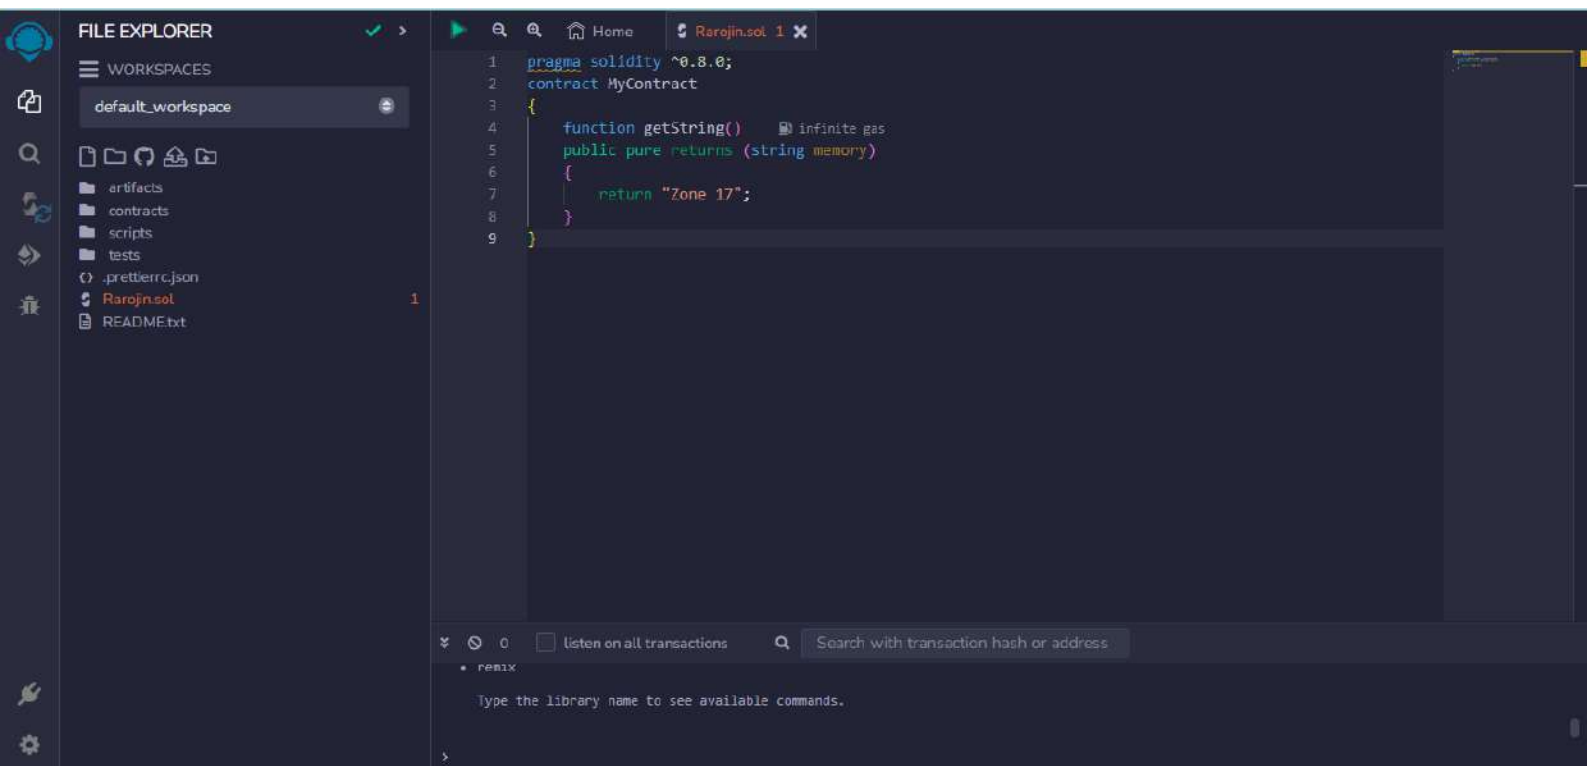 FILE EXPLORER
WORKSPACES
default_workspace
artifacts
contracts
scripts
tests
{} .prettierrc.json
Rarojin.sol 1
README.txt
Home
Rarojin.sol 1
1 pragma solidity ^0.8.0;
2 contract MyContract
3 {
4 function getString() infinite gas
5 public pure returns (string memory)
6 {
7 return "Zone 17";
8 }
9 }
0 listen on all transactions Search with transaction hash or address
• remix
Type the library name to see available commands.
>